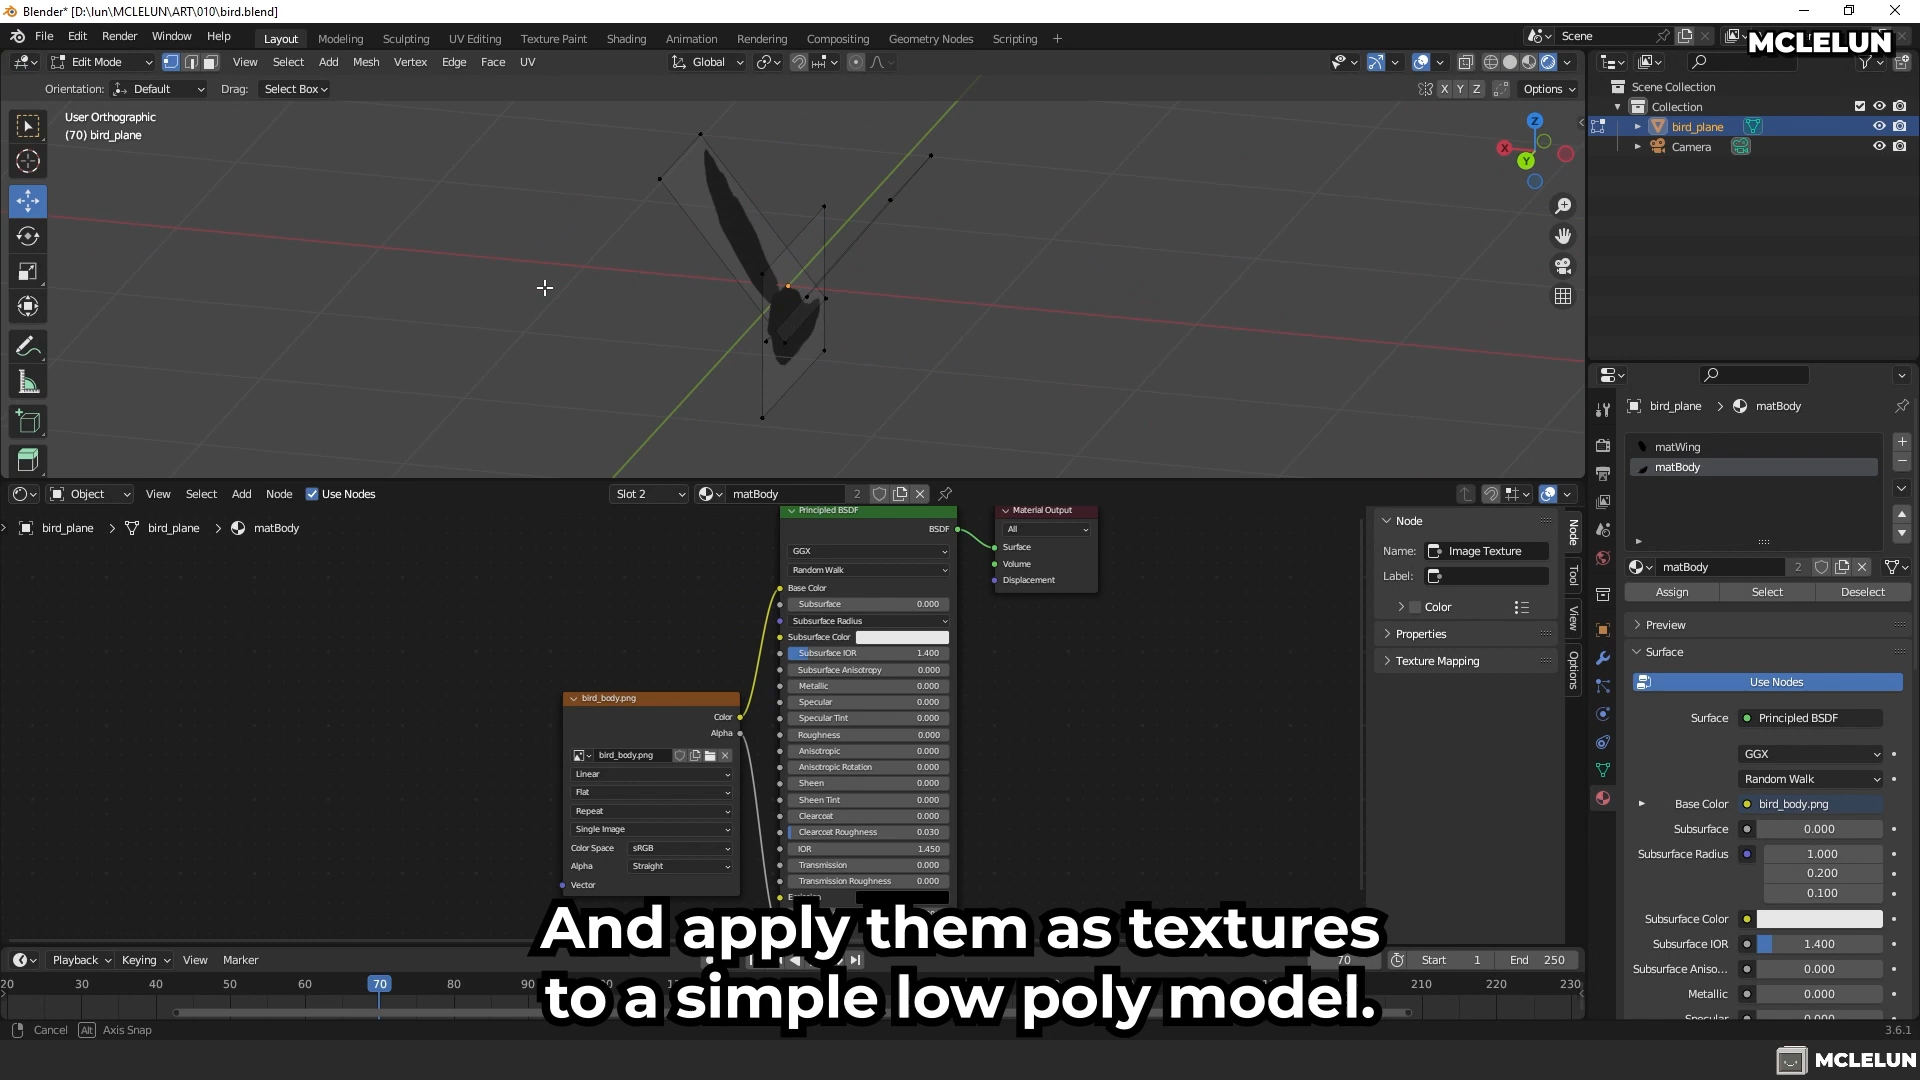 Blender* [D:\lun\MCLELUN\ART\010\bird.blend]
File Edit Render Window Help Layout Modeling Sculpting UV Editing Texture Paint Shading Animation Rendering Compositing Geometry Nodes Scripting + Scene
MCLELUN
Edit Mode View Select Add Mesh Vertex Edge Face UV Global
Orientation: Default Drag: Select Box X Y Z Options
User Orthographic
(70) bird_plane
Z
X
Y
Scene Collection
Collection
bird_plane
Camera
bird_plane > matBody
matWing
matBody
matBody 2
Assign Select Deselect
Preview
Surface
Use Nodes
Surface Principled BSDF
GGX
Random Walk
Base Color bird_body.png
Subsurface 0.000
Subsurface Radius 1.000
0.200
0.100
Subsurface Color
Subsurface IOR 1.400
Subsurface Aniso... 0.000
Metallic 0.000
Object View Select Add Node Use Nodes Slot 2 matBody 2
bird_plane > bird_plane > matBody
Principled BSDF
BSDF
GGX
Random Walk
Base Color
Subsurface 0.000
Subsurface Radius
Subsurface Color
Subsurface IOR 1.400
Subsurface Anisotropy 0.000
Metallic 0.000
Specular 0.000
Specular Tint 0.000
Roughness 0.000
Anisotropic 0.000
Anisotropic Rotation 0.000
Sheen 0.000
Sheen Tint 0.000
Clearcoat 0.000
Clearcoat Roughness 0.030
IOR 1.450
Transmission 0.000
Transmission Roughness 0.000
Material Output
All
Surface
Volume
Displacement
bird_body.png
Color
Alpha
bird_body.png
Linear
Flat
Repeat
Single Image
Color Space sRGB
Alpha Straight
Vector
Node
Name: Image Texture
Label:
Color
Properties
Texture Mapping
Node
Tool
View
Options
And apply them as textures
to a simple low poly model.
Playback Keying View Marker 70 Start 1 End 250
20 30 40 50 60 70 80 90 210 220 230
Cancel Alt Axis Snap
3.6.1
MCLELUN